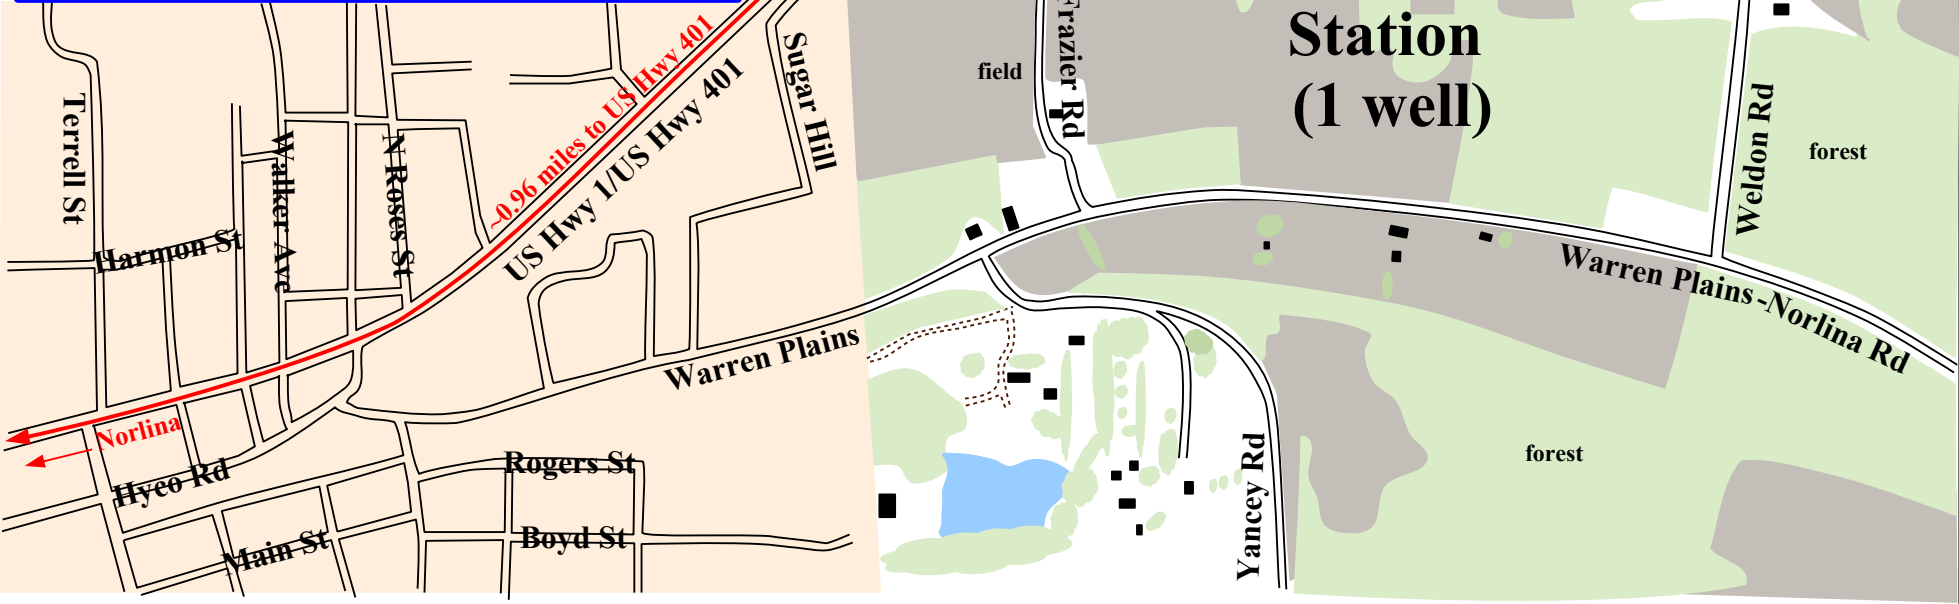 Station
(1 well)
field
Frazier Rd
~0.96 miles to US Hwy 401
US Hwy 1/US Hwy 401
Sugar Hill
Terrell St
Walker Ave
N Roses St
Harmon St
Weldon Rd
forest
Warren Plains-Norlina Rd
Warren Plains
Norlina
Hyco Rd
Rogers St
Main St
Boyd St
Yancey Rd
forest